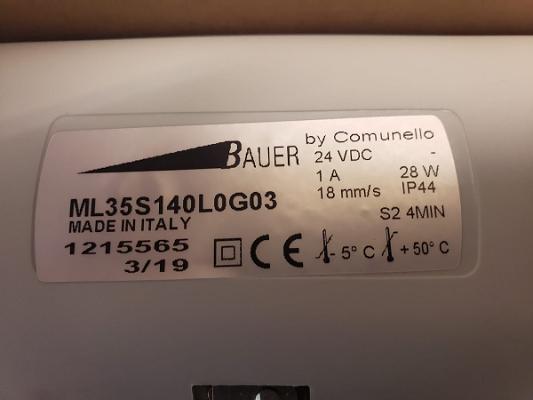 BAUER by Comunello
24 VDC -
1 A 28 W
18 mm/s IP44
S2 4MIN
ML35S140L0G03
MADE IN ITALY
1215565
3/19
CE - 5° C + 50° C